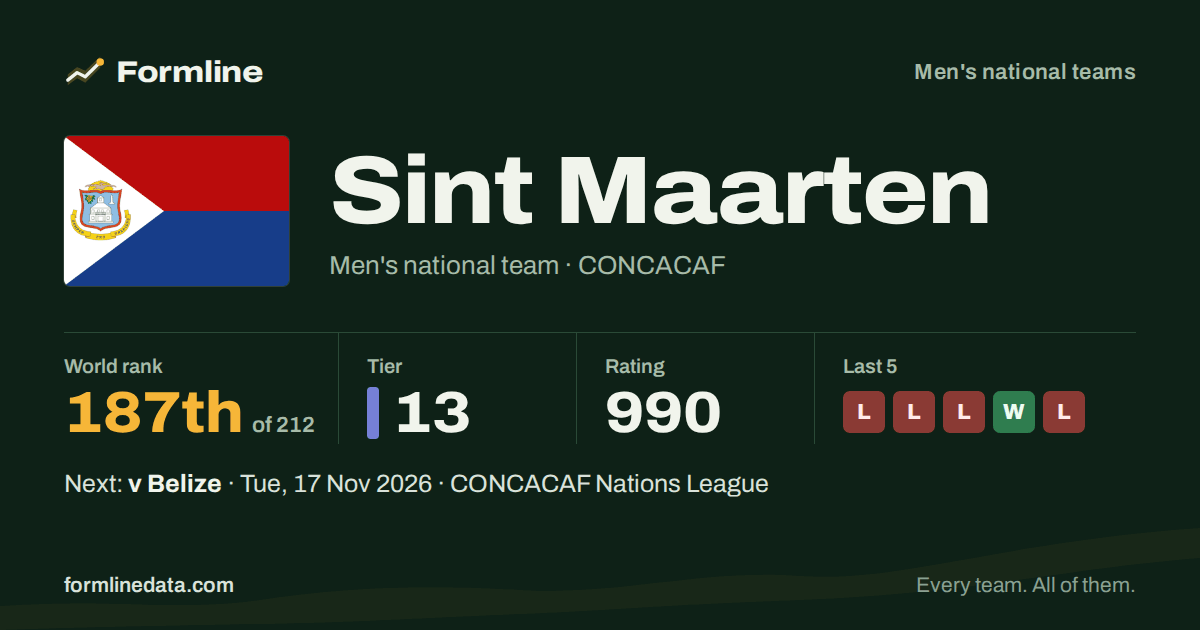 Formline
Men's national teams
Sint Maarten
Men's national team · CONCACAF
World rank
187th of 212
Tier
13
Rating
990
Last 5
L L L W L
Next: v Belize · Tue, 17 Nov 2026 · CONCACAF Nations League
formlinedata.com
Every team. All of them.